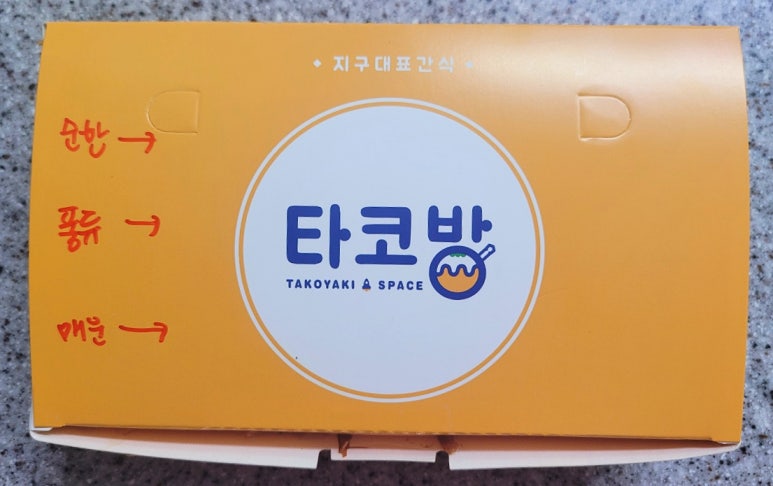 지구대표간식
순한 →
퐁듀 →
매운 →
타코방
TAKOYAKI SPACE